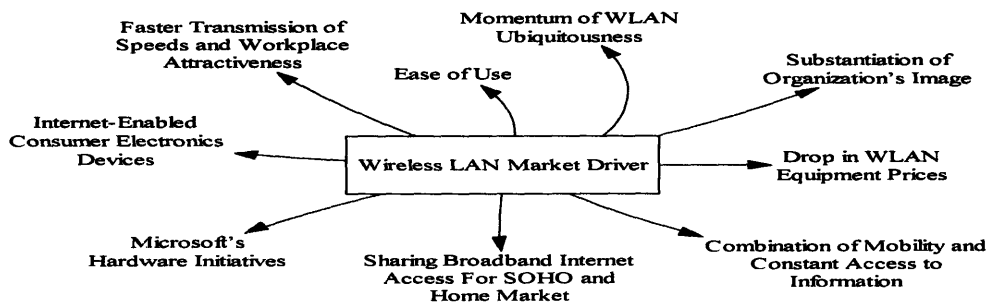 Faster Transmission of
Speeds and Workplace
Attractiveness
Momentum of WLAN
Ubiquitousness
Ease of Use
Substantiation of
Organization's Image
Internet-Enabled
Consumer Electronics
Devices
Wireless LAN Market Driver
Drop in WLAN
Equipment Prices
Microsoft's
Hardware Initiatives
Sharing Broadband Internet
Access For SOHO and
Home Market
Combination of Mobility and
Constant Access to
Information